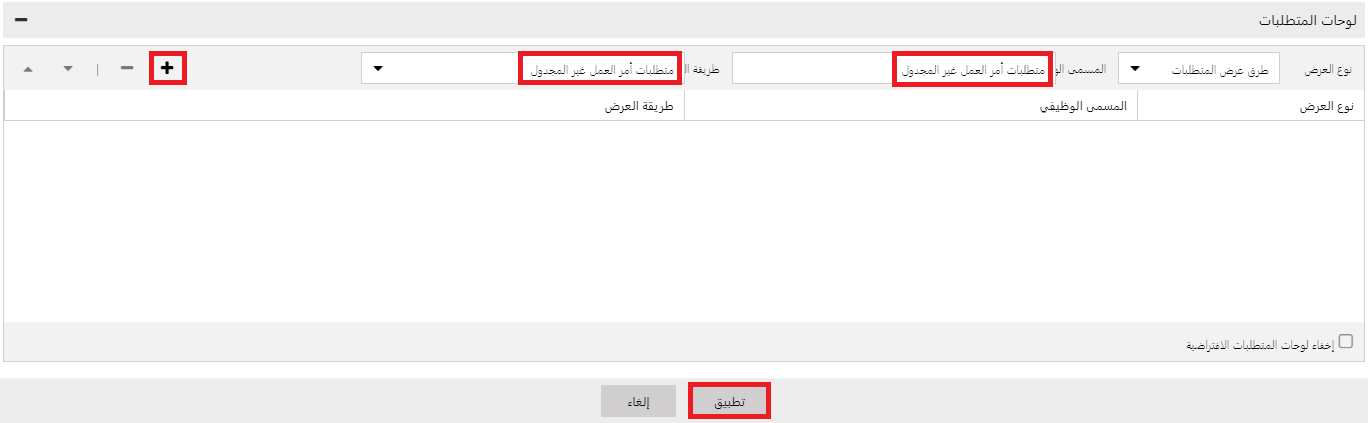 لوحات المتطلبات
نوع العرض طرق عرض المتطلبات المسمى الو متطلبات أمر العمل غير المجدول طريقة ال متطلبات أمر العمل غير المجدول
نوع العرض المسمى الوظيفي طريقة العرض
إخفاء لوحات المتطلبات الافتراضية
تطبيق إلغاء